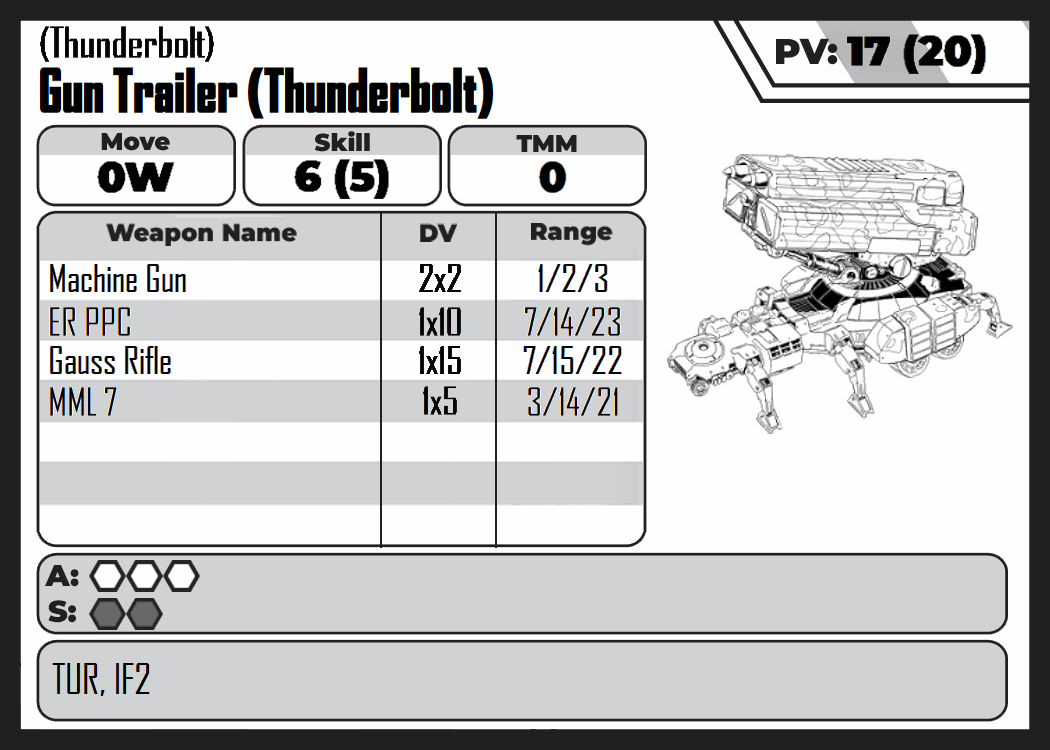 (Thunderbolt)
Gun Trailer (Thunderbolt)
PV: 17 (20)
Move Skill TMM
0W 6 (5) 0
Weapon Name DV Range
Machine Gun 2x2 1/2/3
ER PPC 1x10 7/14/23
Gauss Rifle 1x15 7/15/22
MML 7 1x5 3/14/21
A:
S:
TUR, IF2